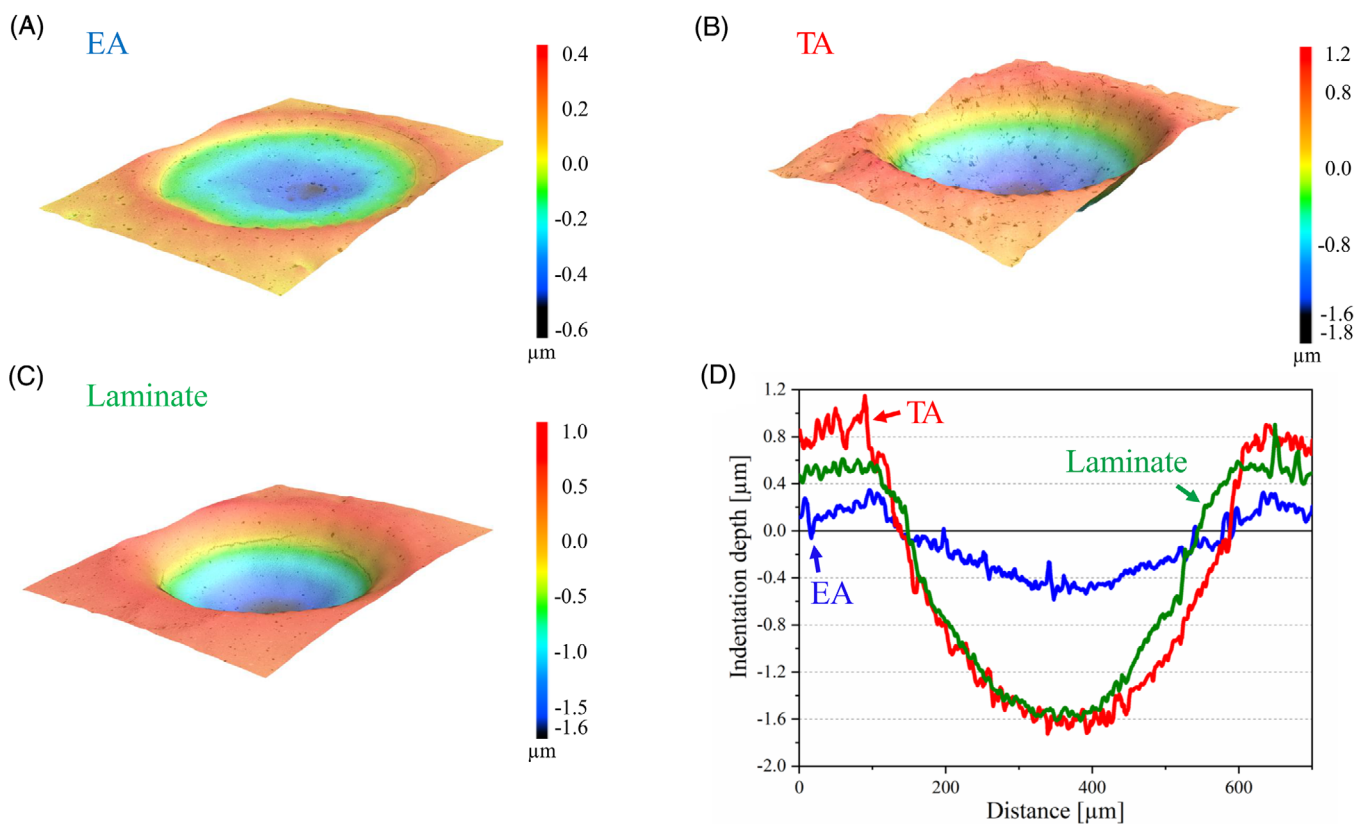 (A)
EA
0.4
0.2
0.0
-0.2
-0.4
-0.6
µm
(B)
TA
1.2
0.8
0.0
-0.8
-1.6
-1.8
µm
(C)
Laminate
1.0
0.5
0.0
-0.5
-1.0
-1.5
-1.6
µm
(D)
1.2
0.8
0.4
0.0
-0.4
-0.8
-1.2
-1.6
-2.0
Indentation depth [µm]
TA
Laminate
EA
0
200
400
600
Distance [µm]